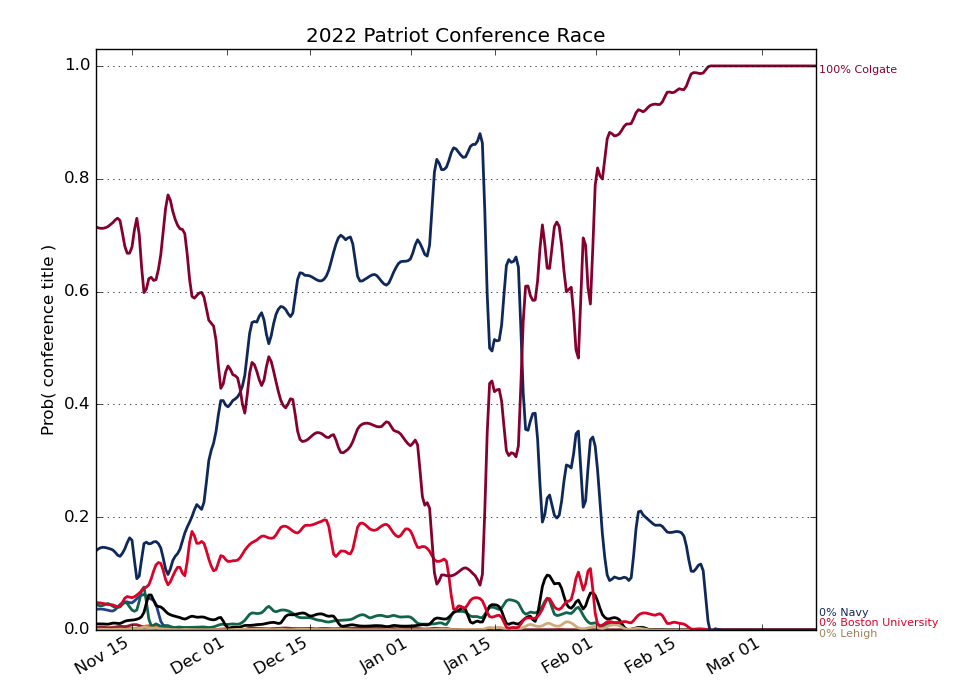 2022 Patriot Conference Race
Prob( conference title )
1.0
0.8
0.6
0.4
0.2
0.0
100% Colgate
0% Navy
0% Boston University
0% Lehigh
Nov 15
Dec 01
Dec 15
Jan 01
Jan 15
Feb 01
Feb 15
Mar 01